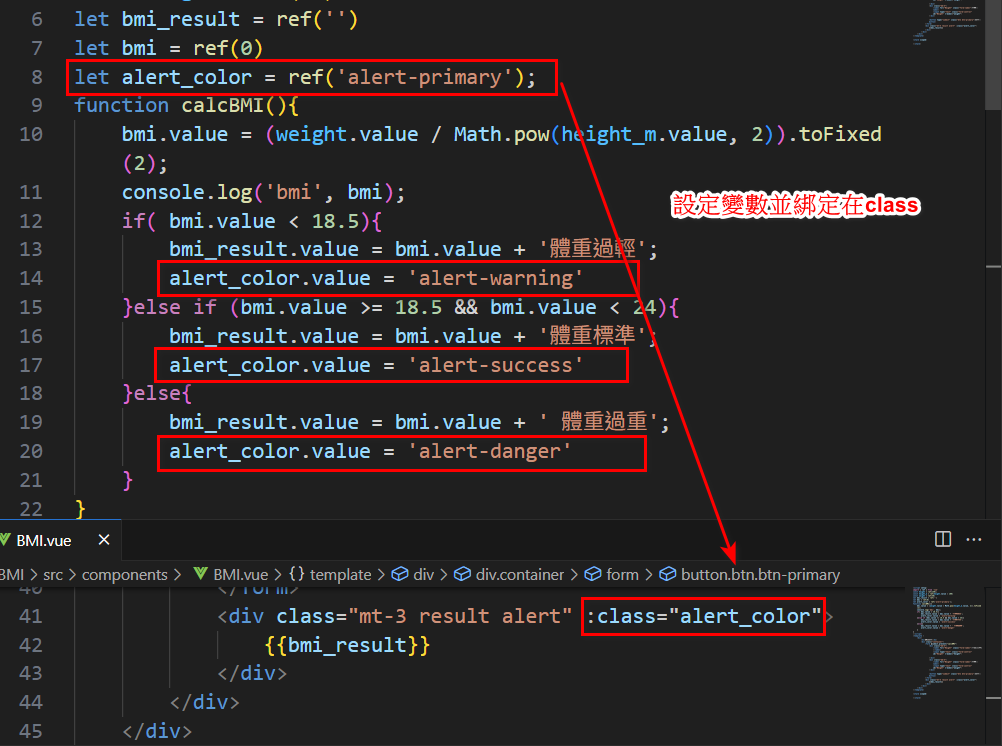 6 let bmi_result = ref('')
7 let bmi = ref(0)
8 let alert_color = ref('alert-primary');
9 function calcBMI(){
10 bmi.value = (weight.value / Math.pow(height_m.value, 2)).toFixed
(2);
11 console.log('bmi', bmi);
設定變數並綁定在class
12 if( bmi.value < 18.5){
13 bmi_result.value = bmi.value + '體重過輕';
14 alert_color.value = 'alert-warning'
15 }else if (bmi.value >= 18.5 && bmi.value < 24){
16 bmi_result.value = bmi.value + '體重標準';
17 alert_color.value = 'alert-success'
18 }else{
19 bmi_result.value = bmi.value + ' 體重過重';
20 alert_color.value = 'alert-danger'
21 }
22 }
BMI.vue ×
BMI > src > components > BMI.vue > {} template > div > div.container > form > button.btn.btn-primary
40 </form>
41 <div class="mt-3 result alert" :class="alert_color">
42 {{bmi_result}}
43 </div>
44 </div>
45 </div>